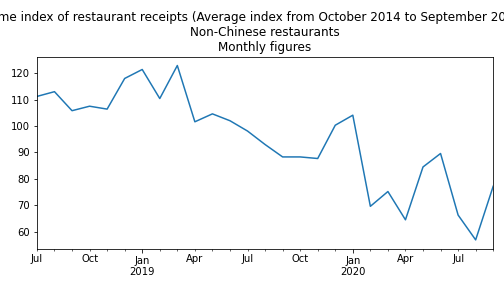 me index of restaurant receipts (Average index from October 2014 to September 20
Non-Chinese restaurants
Monthly figures
120
110
100
90
80
70
60
Jul
Oct
Jan
2019
Apr
Jul
Oct
Jan
2020
Apr
Jul